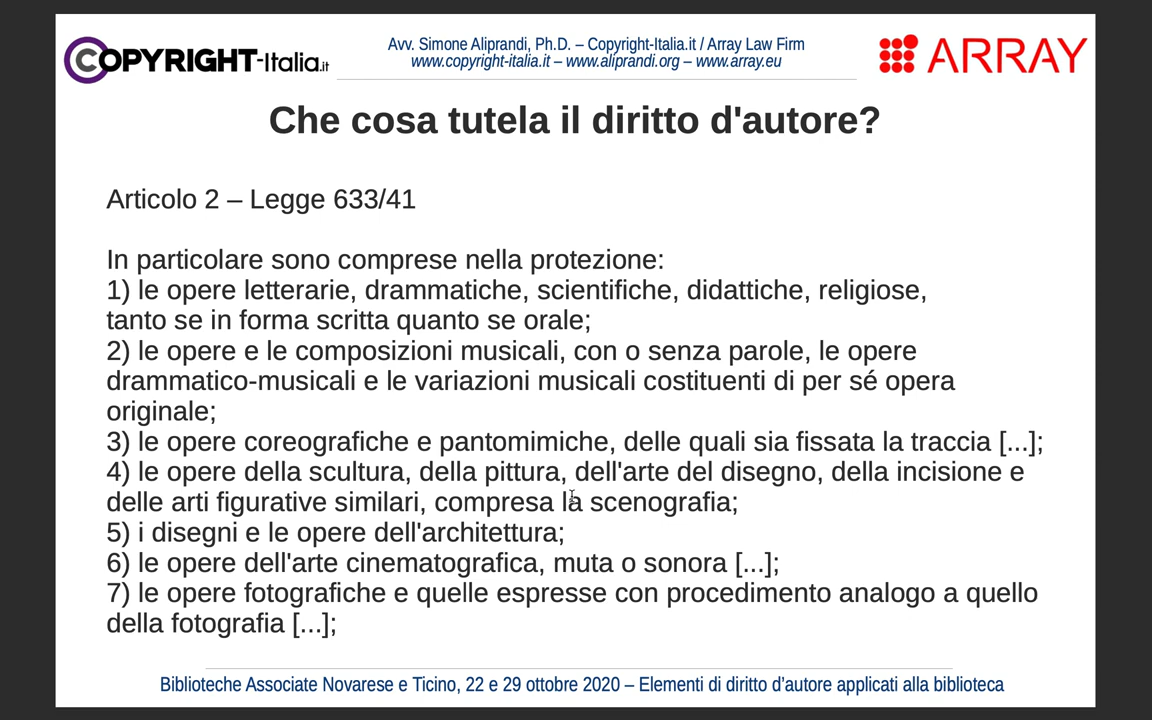 COPYRIGHT-Italia.it
Avv. Simone Aliprandi, Ph.D. – Copyright-Italia.it / Array Law Firm
www.copyright-italia.it – www.aliprandi.org – www.array.eu
ARRAY
Che cosa tutela il diritto d'autore?
Articolo 2 – Legge 633/41
In particolare sono comprese nella protezione:
1) le opere letterarie, drammatiche, scientifiche, didattiche, religiose,
tanto se in forma scritta quanto se orale;
2) le opere e le composizioni musicali, con o senza parole, le opere
drammatico-musicali e le variazioni musicali costituenti di per sé opera
originale;
3) le opere coreografiche e pantomimiche, delle quali sia fissata la traccia [...];
4) le opere della scultura, della pittura, dell'arte del disegno, della incisione e
delle arti figurative similari, compresa la scenografia;
5) i disegni e le opere dell'architettura;
6) le opere dell'arte cinematografica, muta o sonora [...];
7) le opere fotografiche e quelle espresse con procedimento analogo a quello
della fotografia [...];
Biblioteche Associate Novarese e Ticino, 22 e 29 ottobre 2020 – Elementi di diritto d'autore applicati alla biblioteca